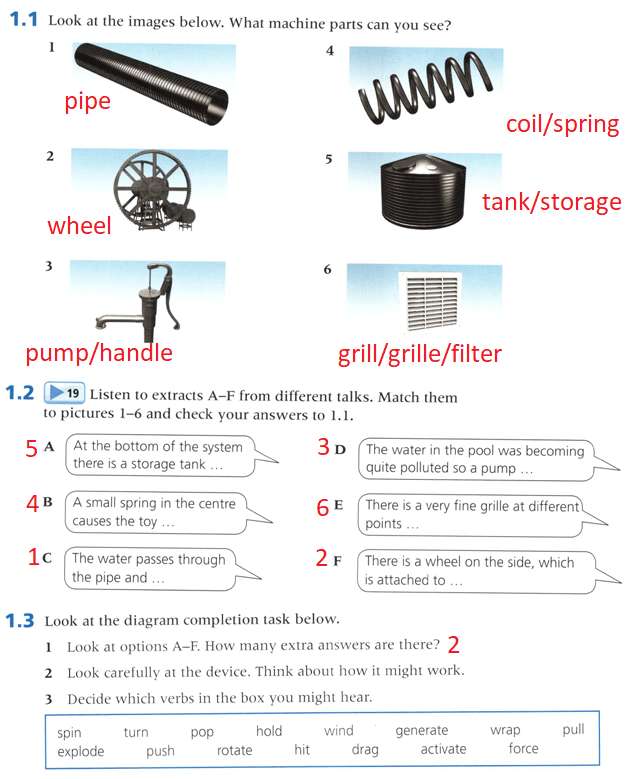 1.1 Look at the images below. What machine parts can you see?
1
pipe
4
coil/spring
2
wheel
5
tank/storage
3
pump/handle
6
grill/grille/filter
1.2 19 Listen to extracts A–F from different talks. Match them
to pictures 1–6 and check your answers to 1.1.
5 A At the bottom of the system
there is a storage tank …
3 D The water in the pool was becoming
quite polluted so a pump …
4 B A small spring in the centre
causes the toy …
6 E There is a very fine grille at different
points …
1 C The water passes through
the pipe and …
2 F There is a wheel on the side, which
is attached to …
1.3 Look at the diagram completion task below.
1 Look at options A–F. How many extra answers are there? 2
2 Look carefully at the device. Think about how it might work.
3 Decide which verbs in the box you might hear.
spin turn pop hold wind generate wrap pull
explode push rotate hit drag activate force